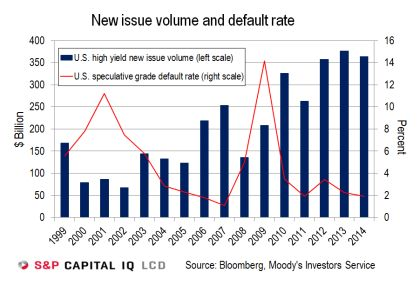 New issue volume and default rate
U.S. high yield new issue volume (left scale)
U.S. speculative grade default rate (right scale)
$ Billion
400
350
300
250
200
150
100
50
0
Percent
16
14
12
10
8
6
4
2
0
1999 2000 2001 2002 2003 2004 2005 2006 2007 2008 2009 2010 2011 2012 2013 2014
S&P CAPITAL IQ LCD
Source: Bloomberg, Moody's Investors Service